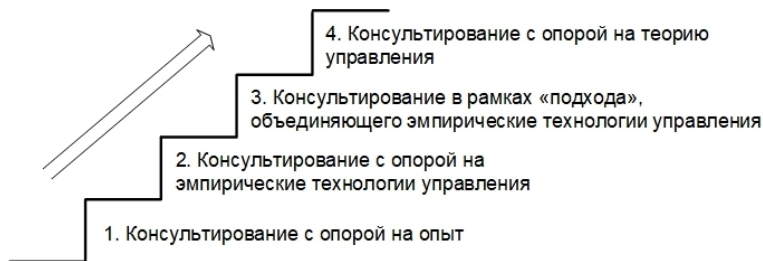 4. Консультирование с опорой на теорию
управления
3. Консультирование в рамках «подхода»,
объединяющего эмпирические технологии управления
2. Консультирование с опорой на
эмпирические технологии управления
1. Консультирование с опорой на опыт